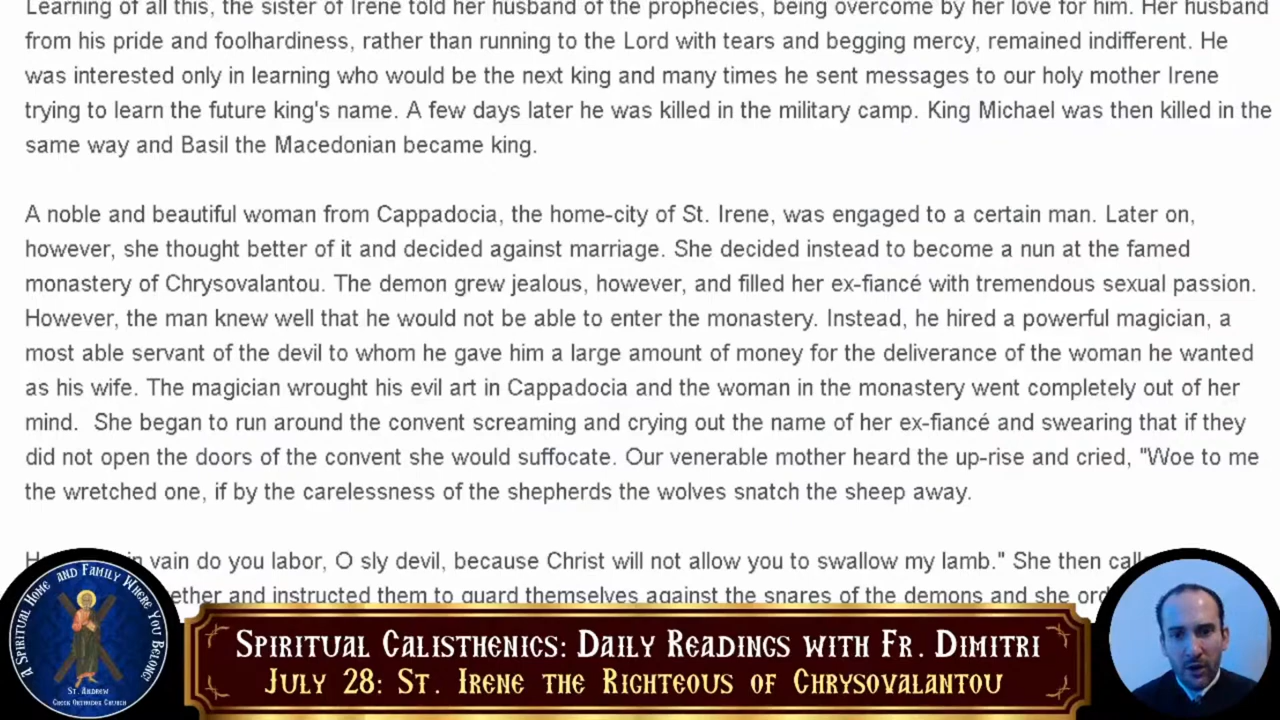 Learning of all this, the sister of Irene told her husband of the prophecies, being overcome by her love for him. Her husband
from his pride and foolhardiness, rather than running to the Lord with tears and begging mercy, remained indifferent. He
was interested only in learning who would be the next king and many times he sent messages to our holy mother Irene
trying to learn the future king's name. A few days later he was killed in the military camp. King Michael was then killed in the
same way and Basil the Macedonian became king.
A noble and beautiful woman from Cappadocia, the home-city of St. Irene, was engaged to a certain man. Later on,
however, she thought better of it and decided against marriage. She decided instead to become a nun at the famed
monastery of Chrysovalantou. The demon grew jealous, however, and filled her ex-fiancé with tremendous sexual passion.
However, the man knew well that he would not be able to enter the monastery. Instead, he hired a powerful magician, a
most able servant of the devil to whom he gave him a large amount of money for the deliverance of the woman he wanted
as his wife. The magician wrought his evil art in Cappadocia and the woman in the monastery went completely out of her
mind.  She began to run around the convent screaming and crying out the name of her ex-fiancé and swearing that if they
did not open the doors of the convent she would suffocate. Our venerable mother heard the up-rise and cried, "Woe to me
the wretched one, if by the carelessness of the shepherds the wolves snatch the sheep away.
in vain do you labor, O sly devil, because Christ will not allow you to swallow my lamb." She then
and instructed them to guard themselves against the snares of the demons and she
A Spiritual Home and Family Where You Belong!
St. Andrew
Greek Orthodox Church
Spiritual Calisthenics: Daily Readings with Fr. Dimitri
July 28: St. Irene the Righteous of Chrysovalantou